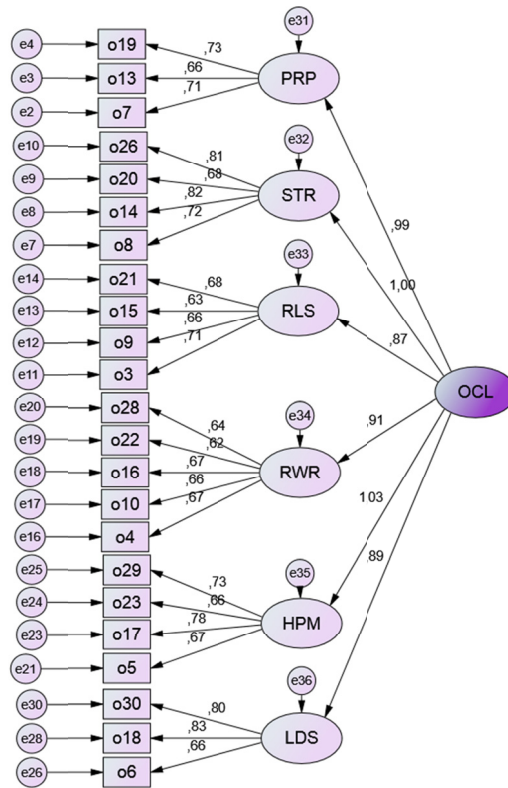 e31
e4 o19 ,73
e3 o13 ,66 PRP
e2 o7 ,71
e10 o26 ,81 e32
e9 o20 ,68
e8 o14 ,82 STR
e7 o8 ,72
,99
e14 o21 ,68 e33
1,00
e13 o15 ,63 RLS
e12 o9 ,66
,87
e11 o3 ,71
OCL
e20 o28 ,64 e34
,91
e19 o22 ,62
e18 o16 ,67 RWR
e17 o10 ,66
103
e16 o4 ,67
e25 o29 ,73 e35
,89
e24 o23 ,66
e23 o17 ,78 HPM
e21 o5 ,67
e30 o30 ,80 e36
e28 o18 ,83 LDS
e26 o6 ,66